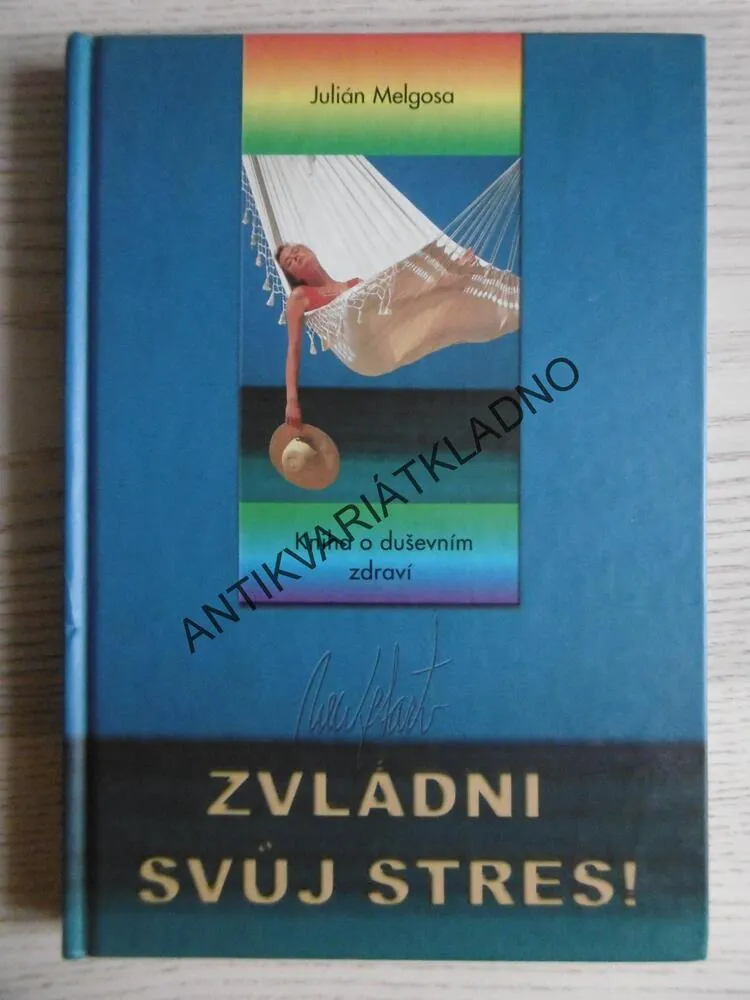 Julián Melgosa
Kniha o duševním
zdraví
ANTIKVARIÁTKLADNO
ZVLÁDNI
SVŮJ STRES!